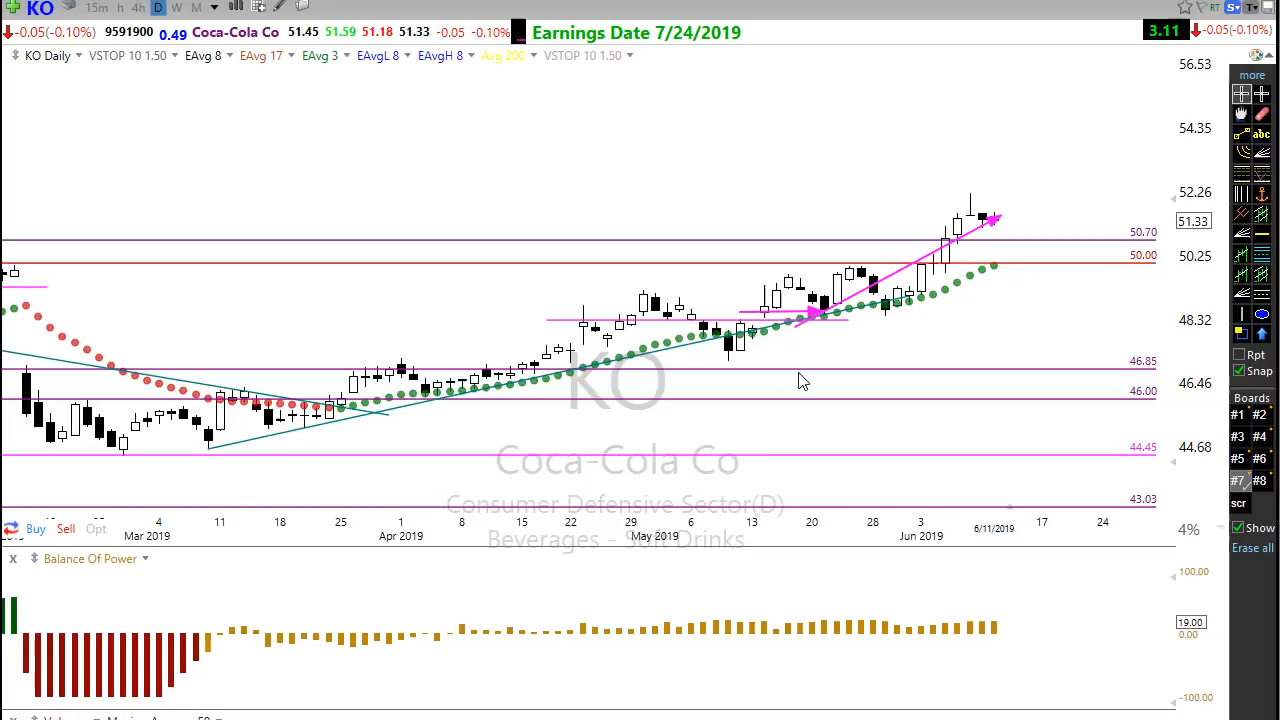 KO 15m h 4h D W M RT S T
-0.05(-0.10%) 9591900 0.49 Coca-Cola Co 51.45 51.59 51.18 51.33 -0.05 -0.10% Earnings Date 7/24/2019 3.11 -0.05(-0.10%)
KO Daily VSTOP 10 1.50 EAvg 8 EAvg 17 EAvg 3 EAvgL 8 EAvgH 8 Avg 200 VSTOP 10 1.50
56.53
more
abc
54.35
52.26
51.33
50.70
50.00
50.25
48.32
Rpt
Snap
46.85
46.46
46.00
Boards
#1 #2
#3 #4
#5 #6
#7 #8
scr
KO
44.45
44.68
Coca-Cola Co
Consumer Defensive Sector(D)
Beverages - Soft Drinks
43.03
4 11 18 25 1 8 15 22 29 6 13 20 28 3 6/11/2019 17 24
Mar 2019 Apr 2019 May 2019 Jun 2019
Buy Sell Opt
4%
Show
Erase all
x Balance Of Power
100.00
19.00
0.00
-100.00